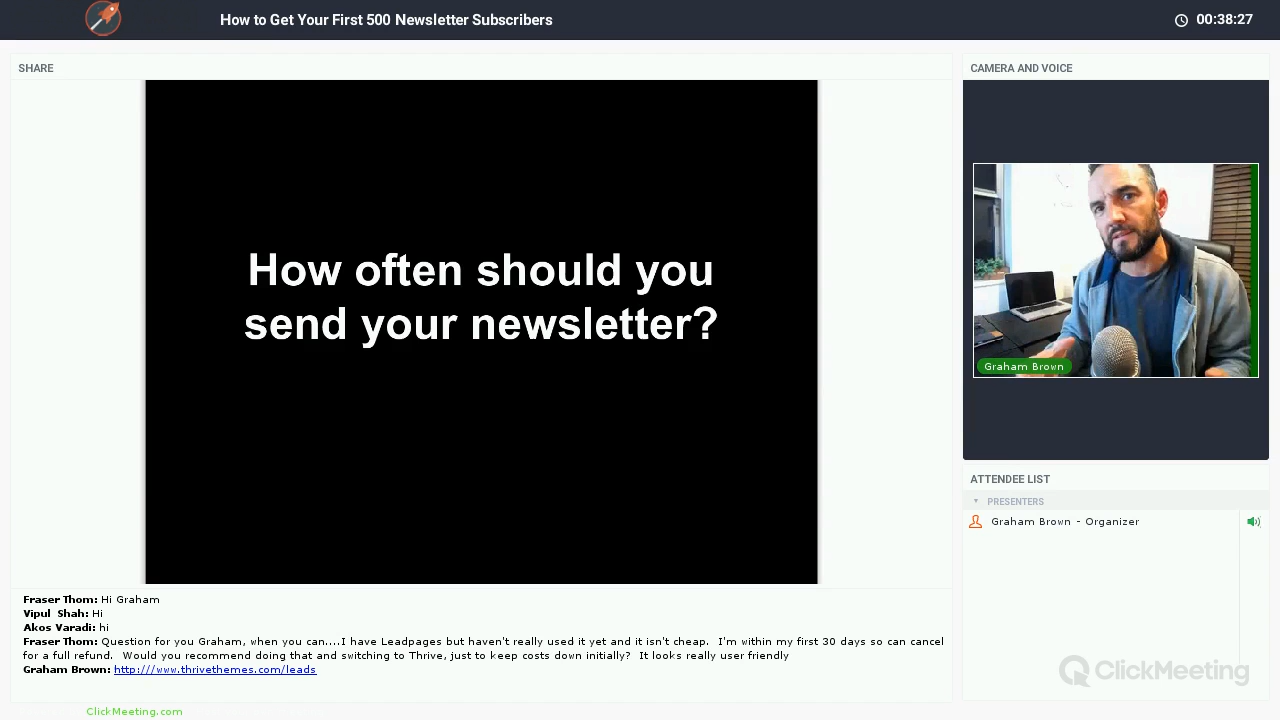 How to Get Your First 500 Newsletter Subscribers
00:38:27
SHARE
How often should you
send your newsletter?
CAMERA AND VOICE
Graham Brown
ATTENDEE LIST
PRESENTERS
Graham Brown - Organizer
Fraser Thom: Hi Graham
Vipul Shah: Hi
Akos Varadi: hi
Fraser Thom: Question for you Graham, when you can....I have Leadpages but haven't really used it yet and it isn't cheap. I'm within my first 30 days so can cancel
for a full refund. Would you recommend doing that and switching to Thrive, just to keep costs down initially? It looks really user friendly
Graham Brown: http:///www.thrivethemes.com/leads
ClickMeeting
ClickMeeting.com